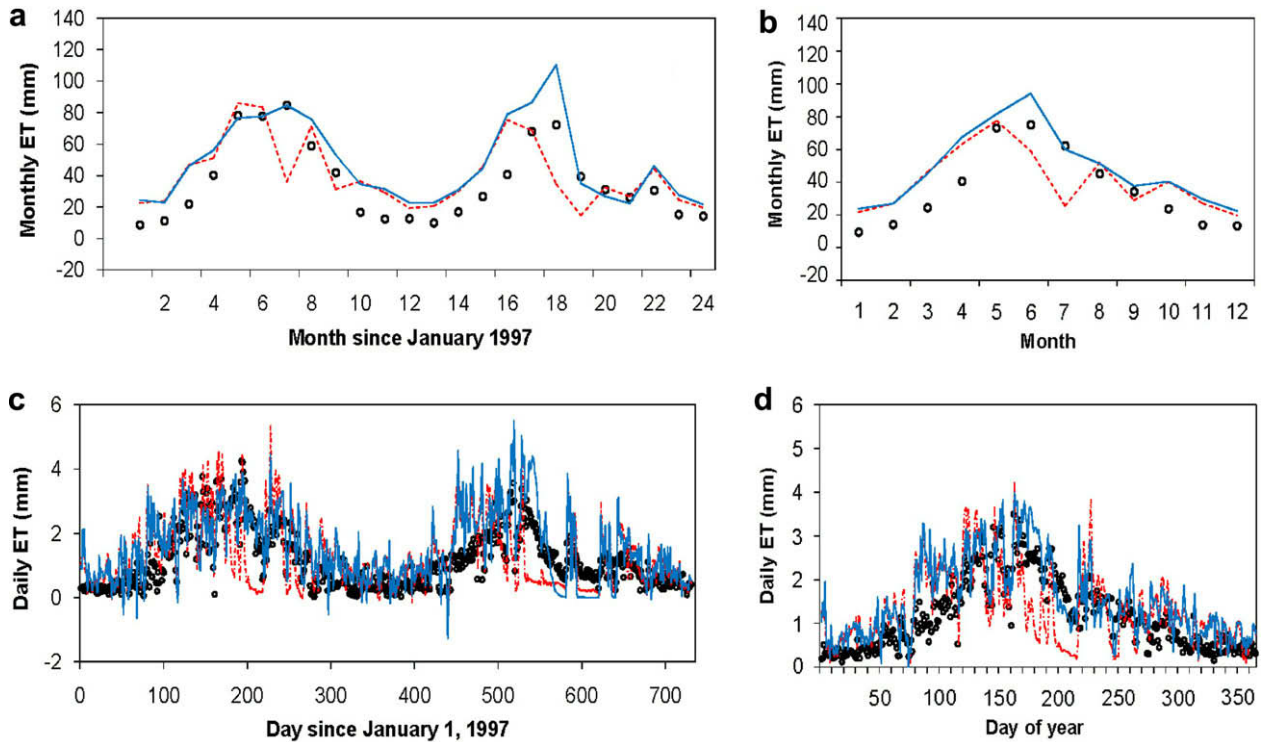 a
Monthly ET (mm)
140
120
100
80
60
40
20
0
-20
2 4 6 8 10 12 14 16 18 20 22 24
Month since January 1997
b
Monthly ET (mm)
140
120
100
80
60
40
20
0
-20
1 2 3 4 5 6 7 8 9 10 11 12
Month
c
Daily ET (mm)
6
4
2
0
-2
0 100 200 300 400 500 600 700
Day since January 1, 1997
d
Daily ET (mm)
6
5
4
3
2
1
0
50 100 150 200 250 300 350
Day of year